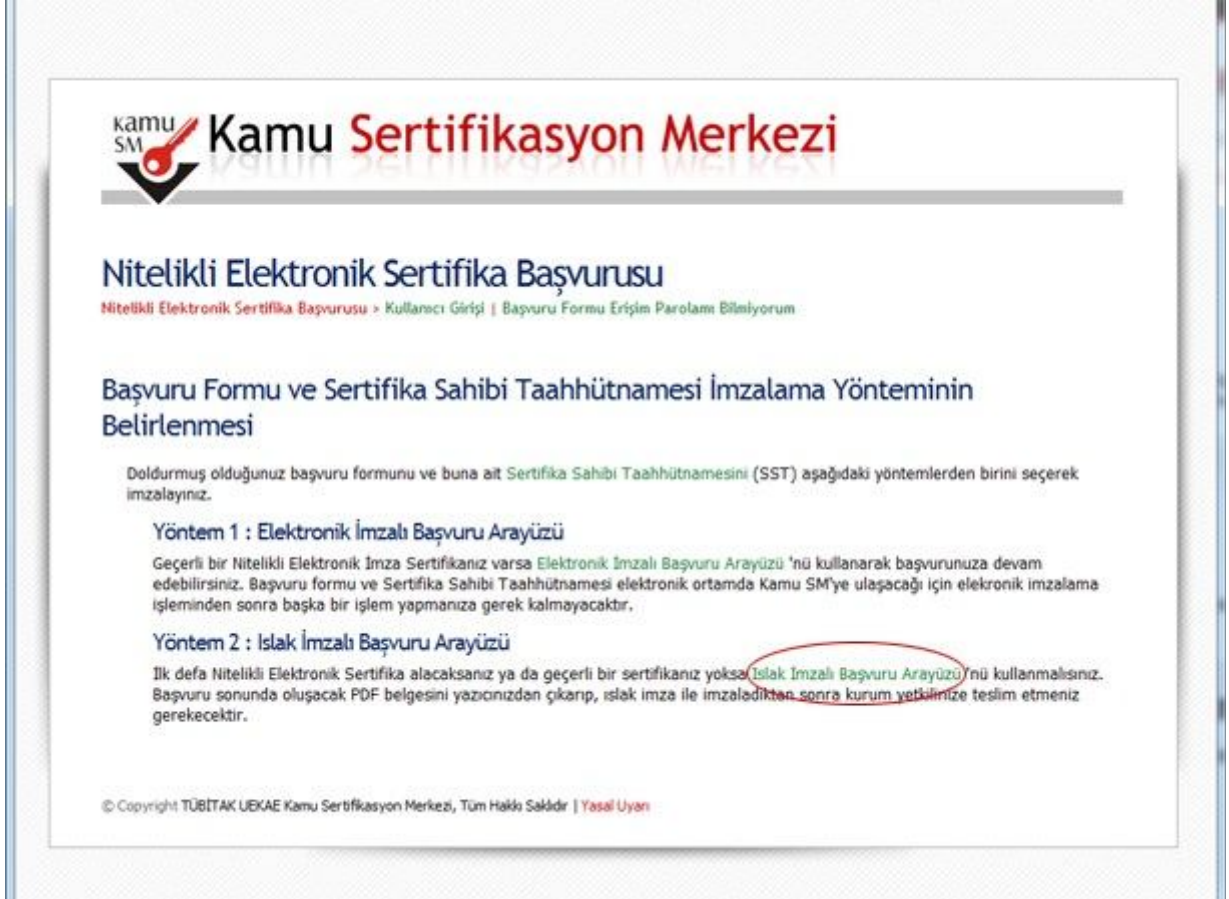 Kamu
SM
Kamu Sertifikasyon Merkezi
Nitelikli Elektronik Sertifika Başvurusu
Nitelikli Elektronik Sertifika Başvurusu > Kullanıcı Girişi | Başvuru Formu Erişim Parolamı Bilmiyorum
Başvuru Formu ve Sertifika Sahibi Taahhütnamesi İmzalama Yönteminin
Belirlenmesi
Doldurmuş olduğunuz başvuru formunu ve buna ait Sertifika Sahibi Taahhütnamesini (SST) aşağıdaki yöntemlerden birini seçerek
imzalayınız.
Yöntem 1 : Elektronik İmzalı Başvuru Arayüzü
Geçerli bir Nitelikli Elektronik İmza Sertifikanız varsa Elektronik İmzalı Başvuru Arayüzü 'nü kullanarak başvurunuza devam
edebilirsiniz. Başvuru formu ve Sertifika Sahibi Taahhütnamesi elektronik ortamda Kamu SM'ye ulaşacağı için elekronik imzalama
işleminden sonra başka bir işlem yapmanıza gerek kalmayacaktır.
Yöntem 2 : Islak İmzalı Başvuru Arayüzü
İlk defa Nitelikli Elektronik Sertifika alacaksanız ya da geçerli bir sertifikanız yoksa Islak İmzalı Başvuru Arayüzü 'nü kullanmalısınız.
Başvuru sonunda oluşacak PDF belgesini yazıcınızdan çıkarıp, ıslak imza ile imzaladıktan sonra kurum yetkilinize teslim etmeniz
gerekecektir.
© Copyright TÜBİTAK UEKAE Kamu Sertifkasyon Merkezi, Tüm Hakkı Saklıdır | Yasal Uyarı